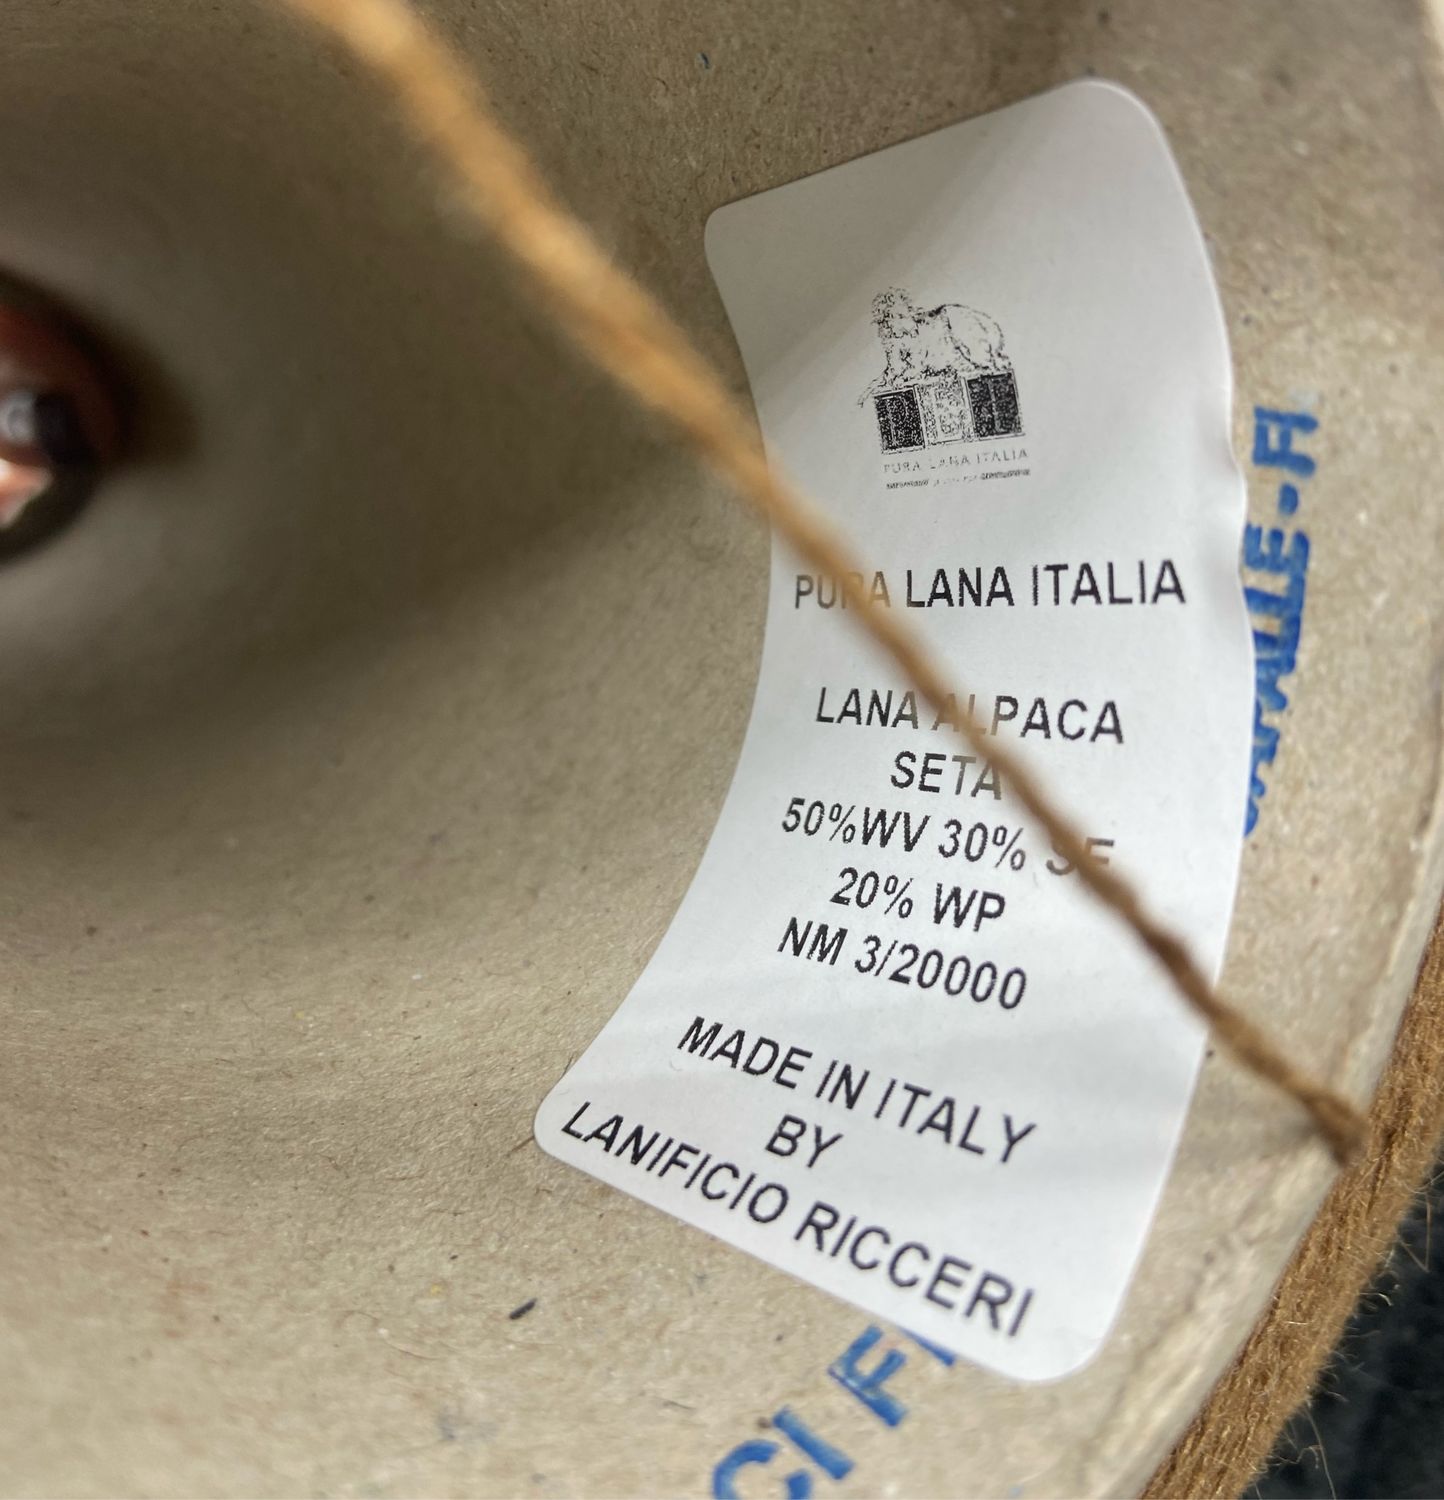 PURA LANA ITALIA
PURA LANA ITALIA
LANA ALPACA
SETA
50%WV 30% SE
20% WP
NM 3/20000
MADE IN ITALY
BY
LANIFICIO RICCERI
CI F